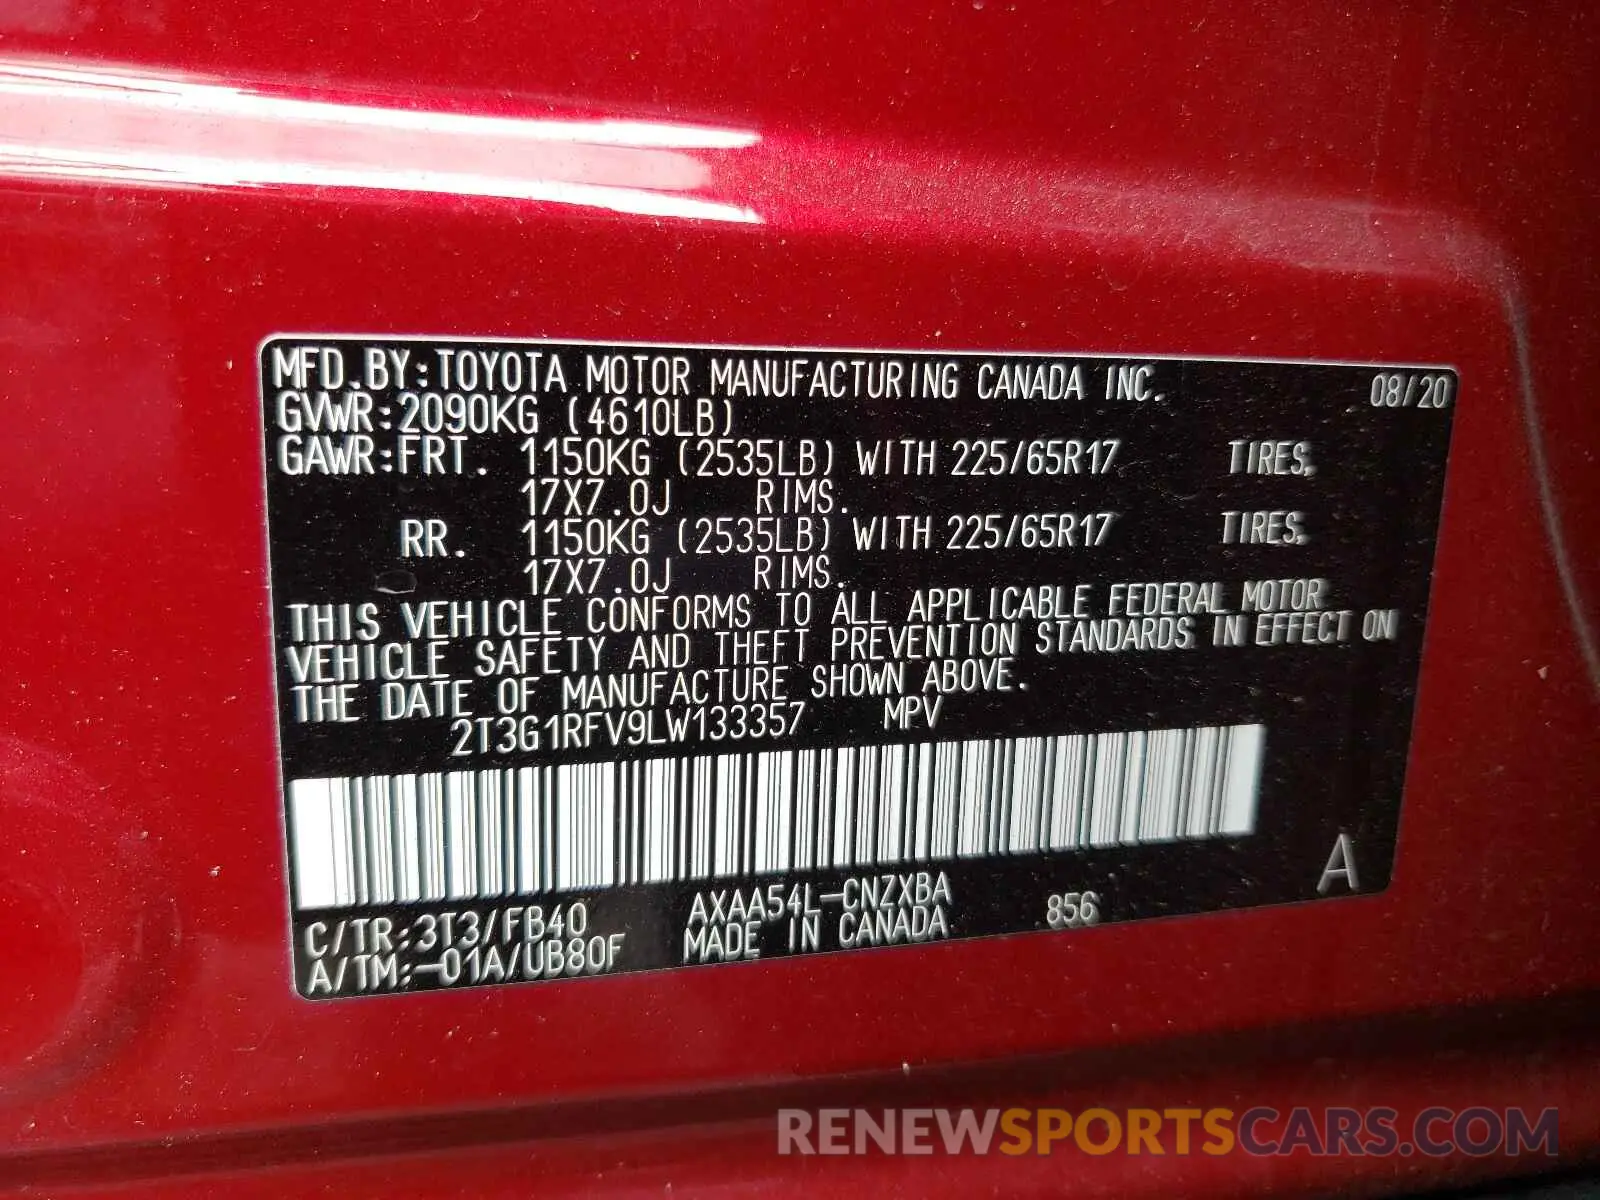 MFD.BY:TOYOTA MOTOR MANUFACTURING CANADA INC. 08/20
GVWR:2090KG (4610LB)
GAWR:FRT. 1150KG (2535LB) WITH 225/65R17 TIRES,
17X7.0J RIMS.
RR. 1150KG (2535LB) WITH 225/65R17 TIRES,
17X7.0J RIMS.
THIS VEHICLE CONFORMS TO ALL APPLICABLE FEDERAL MOTOR
VEHICLE SAFETY AND THEFT PREVENTION STANDARDS IN EFFECT ON
THE DATE OF MANUFACTURE SHOWN ABOVE.
2T3G1RFV9LW133357 MPV
A
C/TR:3T3/FB40 AXAA54L-CNZXBA 856
A/TM:-01A/UB80F MADE IN CANADA
RENEWSPORTSCARS.COM